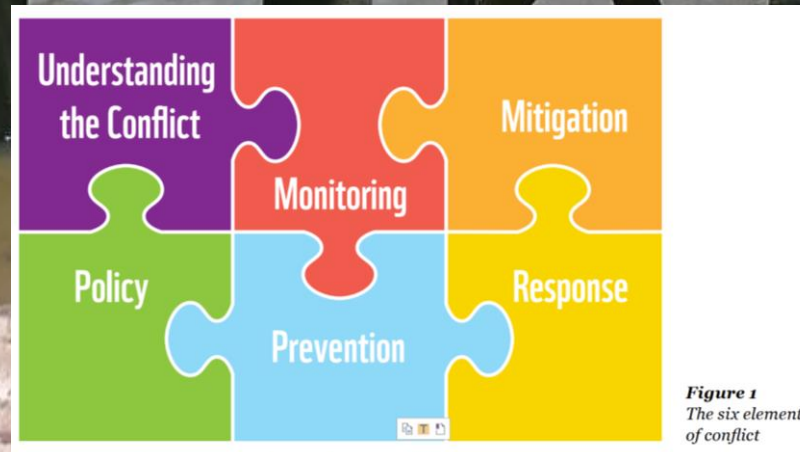 Understanding
the Conflict
Mitigation
Monitoring
Policy
Response
Prevention
Figure 1
The six element
of conflict